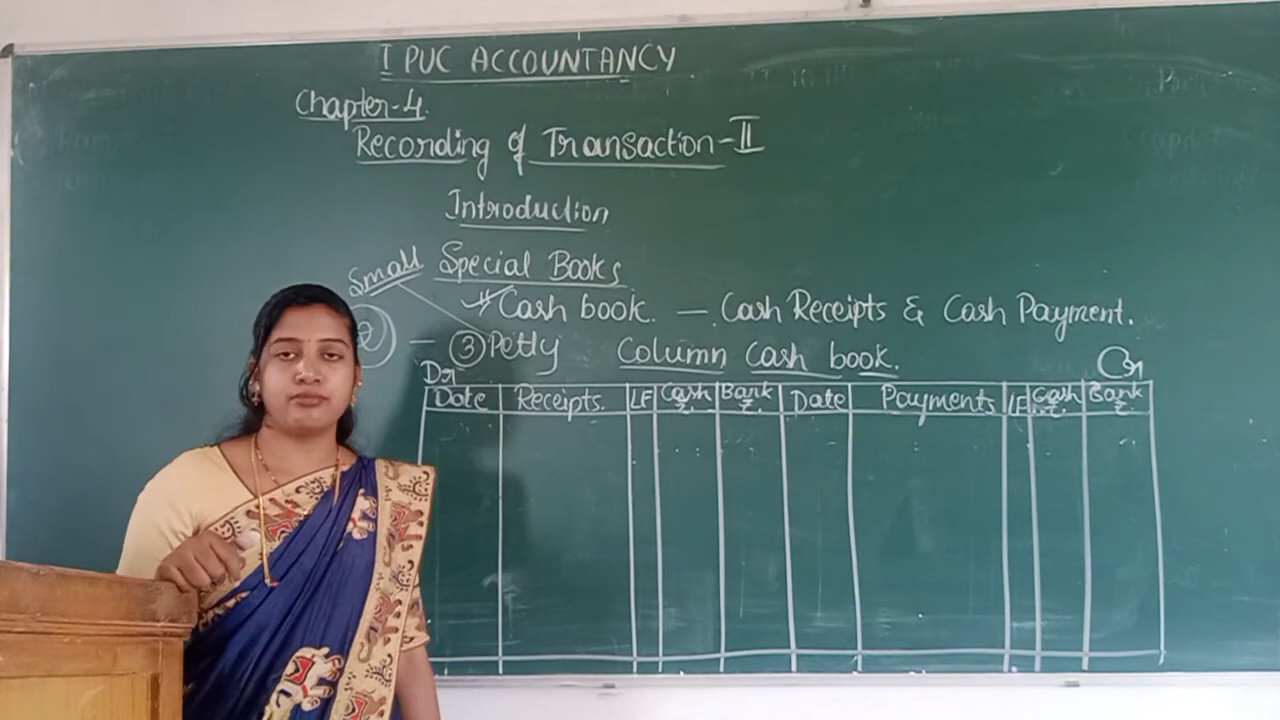 I PUC ACCOUNTANCY
Chapter-4.
Recording of Transaction-II
Introduction
Small Special Books
Cash book. — Cash Receipts & Cash Payment.
② — ③ Petty Column Cash book.
Dr Cr
Date Receipts. LF Cash ₹. Bank ₹. Date Payments LF Cash ₹. Bank ₹.